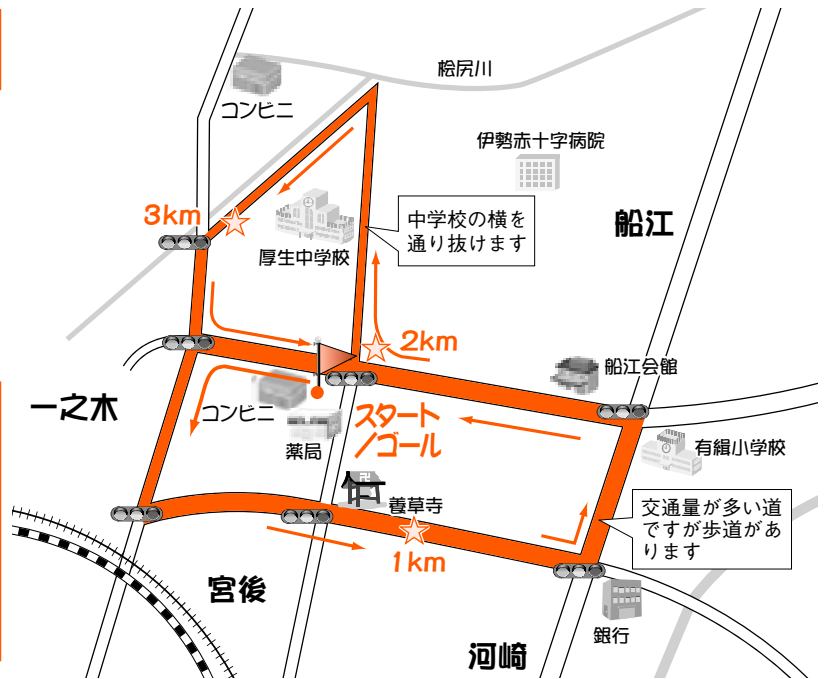 桧尻川
コンビニ
伊勢赤十字病院
船江
3km
中学校の横を
通り抜けます
厚生中学校
2km
船江会館
一之木
コンビニ
スタート
／ゴール
薬局
有緝小学校
養草寺
交通量が多い道
ですが歩道があ
ります
1km
宮後
銀行
河崎